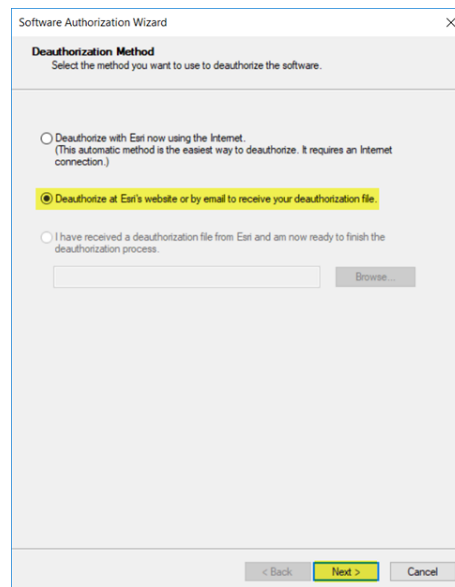 Software Authorization Wizard
Deauthorization Method
Select the method you want to use to deauthorize the software.
Deauthorize with Esri now using the Internet.
(This automatic method is the easiest way to deauthorize. It requires an Internet
connection.)
Deauthorize at Esri's website or by email to receive your deauthorization file.
I have received a deauthorization file from Esri and am now ready to finish the
deauthorization process.
Browse...
< Back Next > Cancel